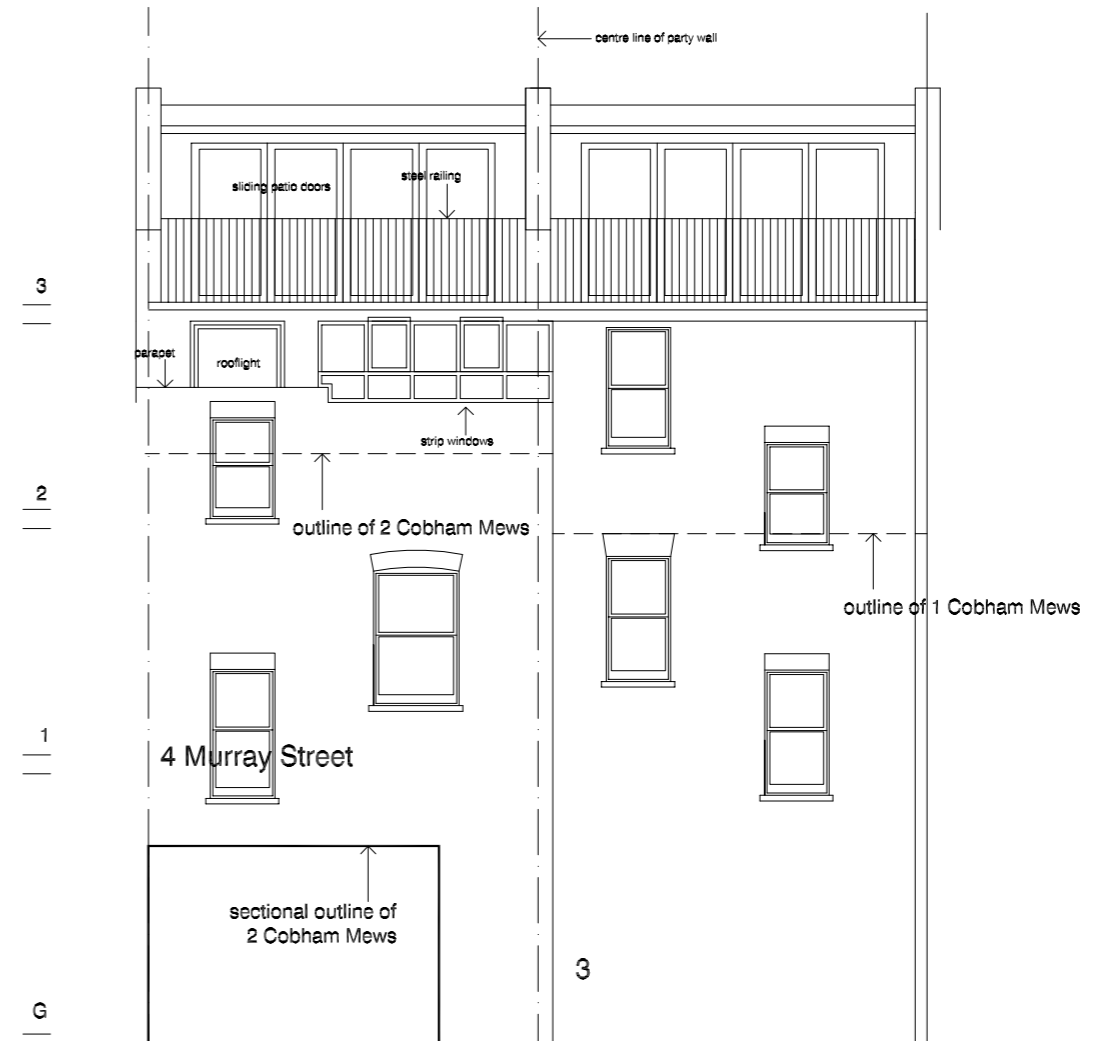 centre line of party wall
sliding patio doors
steel railing
3
parapet
rooflight
strip windows
2
outline of 2 Cobham Mews
outline of 1 Cobham Mews
1
4 Murray Street
sectional outline of
2 Cobham Mews
3
G